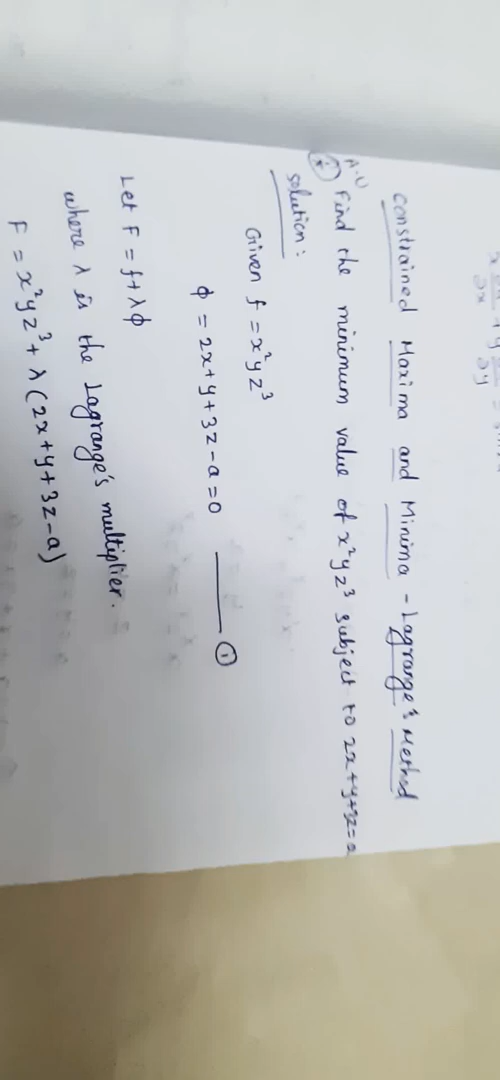 Constrained Maxima and Minima - Lagrange's Method
A.U
① Find the minimum value of x²yz³ subject to 2x+y+3z=a
Solution:
Given f = x²yz³
φ = 2x+y+3z-a=0 ——— ①
Let F = f+λφ
where λ is the Lagrange's multiplier.
F = x²yz³ + λ(2x+y+3z-a)